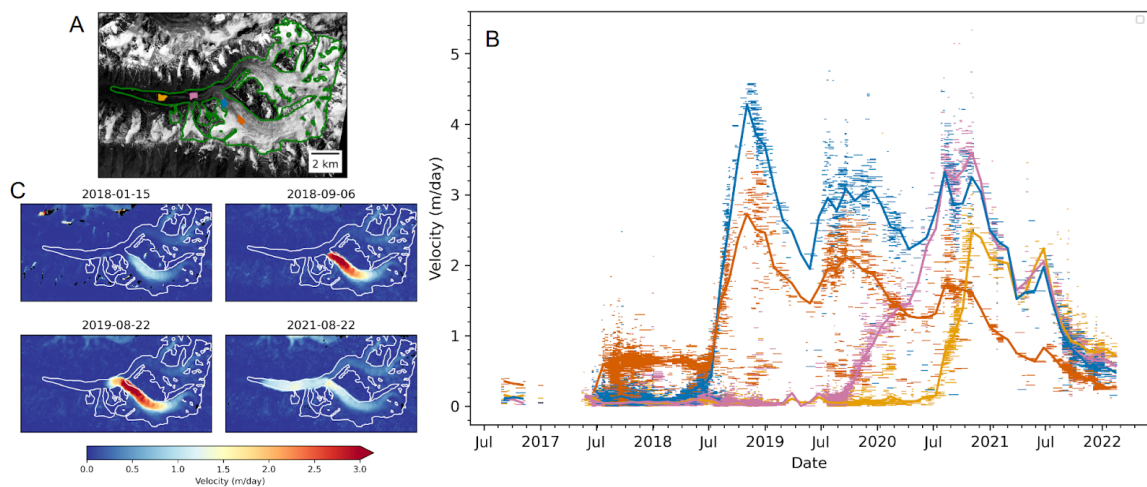 A
2 km
C
2018-01-15
2018-09-06
2019-08-22
2021-08-22
0.0 0.5 1.0 1.5 2.0 2.5 3.0
Velocity (m/day)
B
Velocity (m/day)
5
4
3
2
1
0
Jul 2017 Jul 2018 Jul 2019 Jul 2020 Jul 2021 Jul 2022
Date